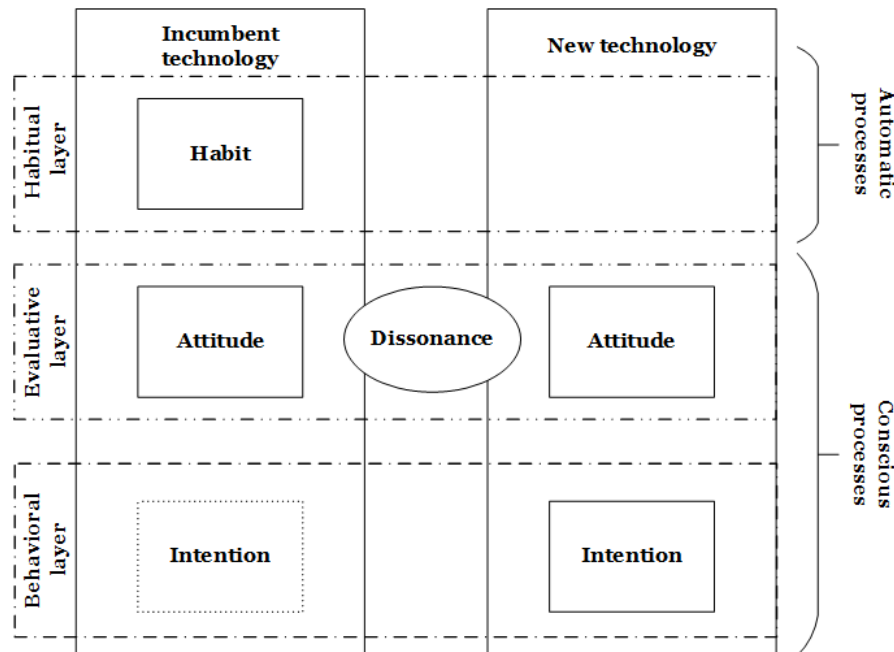 Incumbent
technology
New technology
Habitual
layer
Habit
Automatic
processes
Evaluative
layer
Attitude
Dissonance
Attitude
Conscious
processes
Behavioral
layer
Intention
Intention